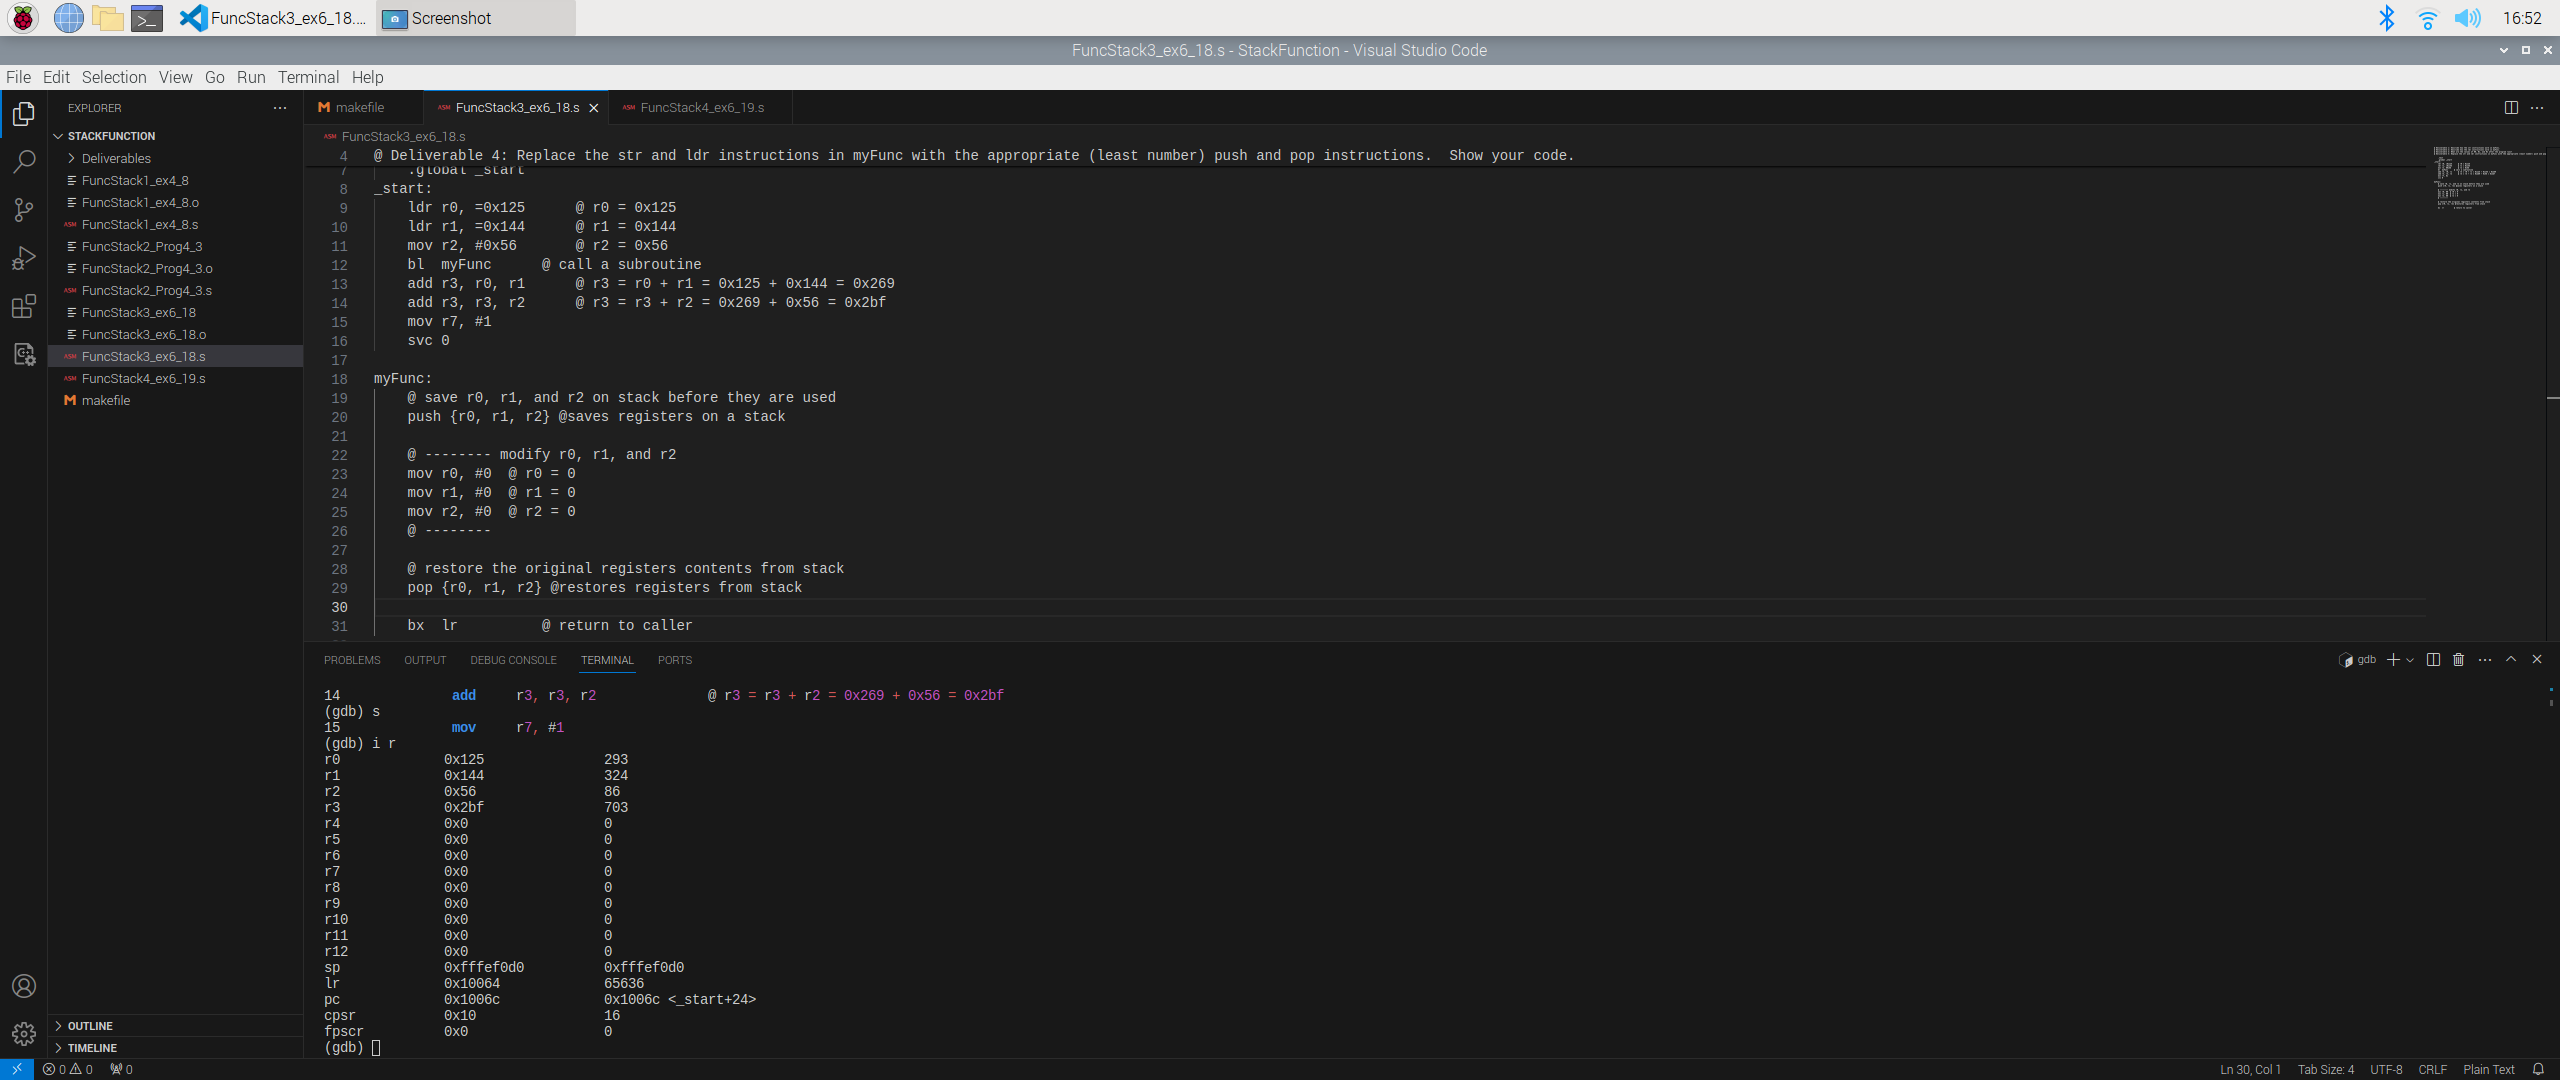 FuncStack3_ex6_18.... Screenshot 16:52
FuncStack3_ex6_18.s - StackFunction - Visual Studio Code
File Edit Selection View Go Run Terminal Help
EXPLORER ...
STACKFUNCTION
Deliverables
FuncStack1_ex4_8
FuncStack1_ex4_8.o
ASM FuncStack1_ex4_8.s
FuncStack2_Prog4_3
FuncStack2_Prog4_3.o
ASM FuncStack2_Prog4_3.s
FuncStack3_ex6_18
FuncStack3_ex6_18.o
ASM FuncStack3_ex6_18.s
ASM FuncStack4_ex6_19.s
M makefile
OUTLINE
TIMELINE
M makefile ASM FuncStack3_ex6_18.s ASM FuncStack4_ex6_19.s
ASM FuncStack3_ex6_18.s
4 @ Deliverable 4: Replace the str and ldr instructions in myFunc with the appropriate (least number) push and pop instructions.  Show your code.
7     .global _start
8 _start:
9     ldr r0, =0x125      @ r0 = 0x125
10     ldr r1, =0x144      @ r1 = 0x144
11     mov r2, #0x56       @ r2 = 0x56
12     bl  myFunc      @ call a subroutine
13     add r3, r0, r1      @ r3 = r0 + r1 = 0x125 + 0x144 = 0x269
14     add r3, r3, r2      @ r3 = r3 + r2 = 0x269 + 0x56 = 0x2bf
15     mov r7, #1
16     svc 0
17
18 myFunc:
19     @ save r0, r1, and r2 on stack before they are used
20     push {r0, r1, r2} @saves registers on a stack
21
22     @ -------- modify r0, r1, and r2
23     mov r0, #0  @ r0 = 0
24     mov r1, #0  @ r1 = 0
25     mov r2, #0  @ r2 = 0
26     @ --------
27
28     @ restore the original registers contents from stack
29     pop {r0, r1, r2} @restores registers from stack
30
31     bx  lr          @ return to caller
PROBLEMS OUTPUT DEBUG CONSOLE TERMINAL PORTS gdb
14              add     r3, r3, r2              @ r3 = r3 + r2 = 0x269 + 0x56 = 0x2bf
(gdb) s
15              mov     r7, #1
(gdb) i r
r0             0x125               293
r1             0x144               324
r2             0x56                86
r3             0x2bf               703
r4             0x0                 0
r5             0x0                 0
r6             0x0                 0
r7             0x0                 0
r8             0x0                 0
r9             0x0                 0
r10            0x0                 0
r11            0x0                 0
r12            0x0                 0
sp             0xfffef0d0          0xfffef0d0
lr             0x10064             65636
pc             0x1006c             0x1006c <_start+24>
cpsr           0x10                16
fpscr          0x0                 0
(gdb)
0 0 0 Ln 30, Col 1 Tab Size: 4 UTF-8 CRLF Plain Text